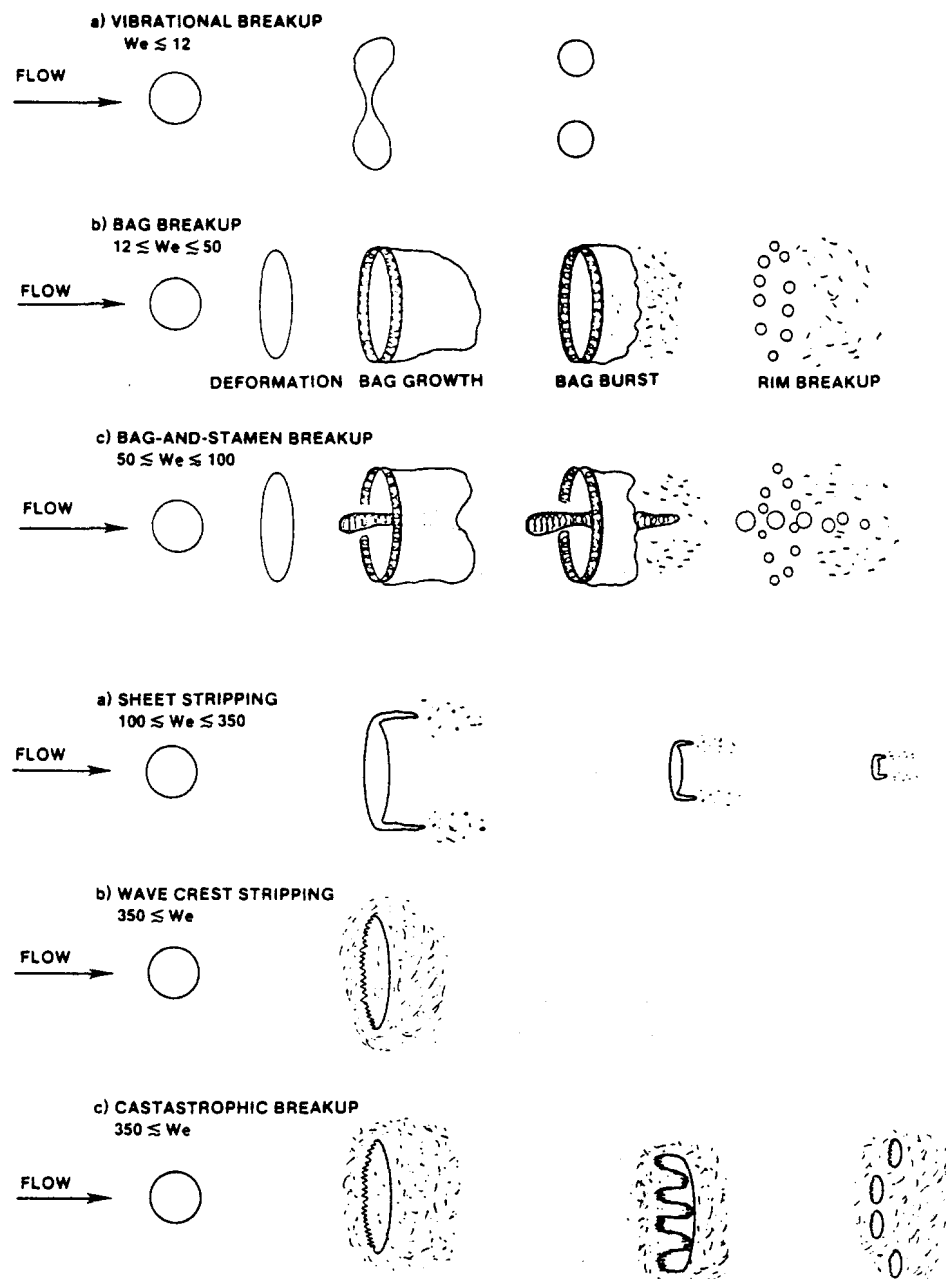 a) VIBRATIONAL BREAKUP
We ≲ 12
FLOW
b) BAG BREAKUP
12 ≲ We ≲ 50
FLOW
DEFORMATION BAG GROWTH BAG BURST RIM BREAKUP
c) BAG-AND-STAMEN BREAKUP
50 ≲ We ≲ 100
FLOW
a) SHEET STRIPPING
100 ≲ We ≲ 350
FLOW
b) WAVE CREST STRIPPING
350 ≲ We
FLOW
c) CASTASTROPHIC BREAKUP
350 ≲ We
FLOW